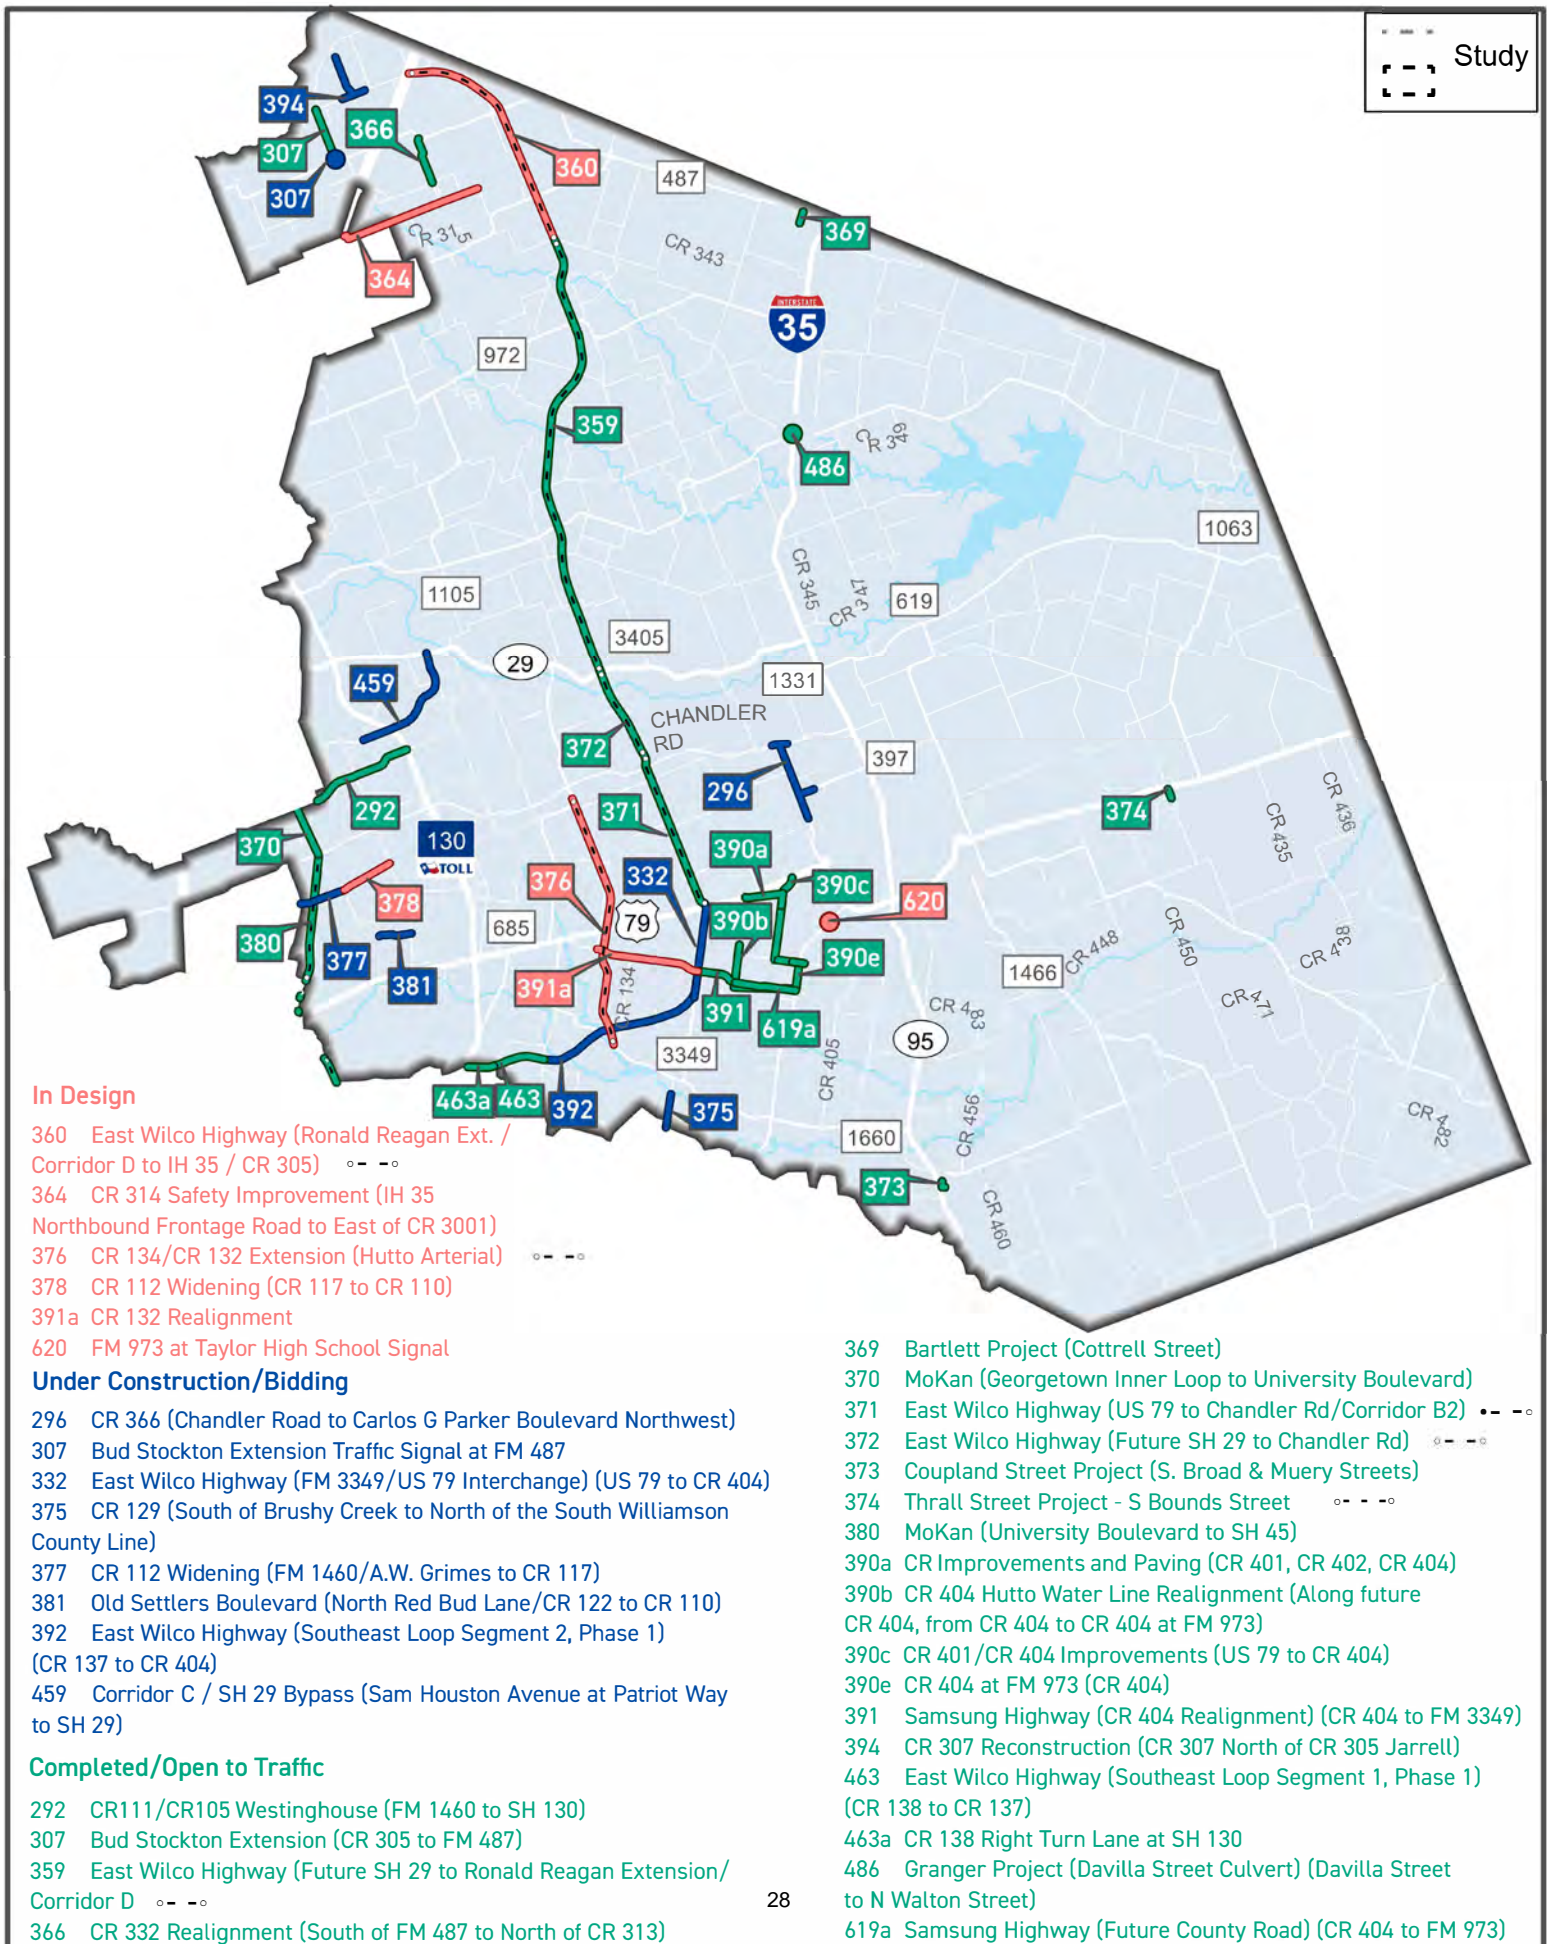 Study
394
307
366
307
360
487
369
CR 315
CR 343
364
INTERSTATE
35
972
359
CR 349
486
1063
CR 345
CR 347
1105
619
3405
29
459
1331
CHANDLER
RD
372
397
296
292
371
374
CR 436
CR 435
370
130
TOLL
390a
376
332
390c
378
620
685
79
390b
CR 450
CR 438
380
377
390e
CR 448
1466
381
391a
CR 134
391
619a
CR 483
CR 471
95
3349
CR 405
463a
463
392
375
CR 456
CR 482
1660
373
CR 460
In Design
360 East Wilco Highway (Ronald Reagan Ext. /
Corridor D to IH 35 / CR 305)
364 CR 314 Safety Improvement (IH 35
Northbound Frontage Road to East of CR 3001)
376 CR 134/CR 132 Extension (Hutto Arterial)
378 CR 112 Widening (CR 117 to CR 110)
391a CR 132 Realignment
620 FM 973 at Taylor High School Signal
Under Construction/Bidding
296 CR 366 (Chandler Road to Carlos G Parker Boulevard Northwest)
307 Bud Stockton Extension Traffic Signal at FM 487
332 East Wilco Highway (FM 3349/US 79 Interchange) (US 79 to CR 404)
375 CR 129 (South of Brushy Creek to North of the South Williamson
County Line)
377 CR 112 Widening (FM 1460/A.W. Grimes to CR 117)
381 Old Settlers Boulevard (North Red Bud Lane/CR 122 to CR 110)
392 East Wilco Highway (Southeast Loop Segment 2, Phase 1)
(CR 137 to CR 404)
459 Corridor C / SH 29 Bypass (Sam Houston Avenue at Patriot Way
to SH 29)
Completed/Open to Traffic
292 CR111/CR105 Westinghouse (FM 1460 to SH 130)
307 Bud Stockton Extension (CR 305 to FM 487)
359 East Wilco Highway (Future SH 29 to Ronald Reagan Extension/
Corridor D
366 CR 332 Realignment (South of FM 487 to North of CR 313)
369 Bartlett Project (Cottrell Street)
370 MoKan (Georgetown Inner Loop to University Boulevard)
371 East Wilco Highway (US 79 to Chandler Rd/Corridor B2)
372 East Wilco Highway (Future SH 29 to Chandler Rd)
373 Coupland Street Project (S. Broad & Muery Streets)
374 Thrall Street Project - S Bounds Street
380 MoKan (University Boulevard to SH 45)
390a CR Improvements and Paving (CR 401, CR 402, CR 404)
390b CR 404 Hutto Water Line Realignment (Along future
CR 404, from CR 404 to CR 404 at FM 973)
390c CR 401/CR 404 Improvements (US 79 to CR 404)
390e CR 404 at FM 973 (CR 404)
391 Samsung Highway (CR 404 Realignment) (CR 404 to FM 3349)
394 CR 307 Reconstruction (CR 307 North of CR 305 Jarrell)
463 East Wilco Highway (Southeast Loop Segment 1, Phase 1)
(CR 138 to CR 137)
463a CR 138 Right Turn Lane at SH 130
486 Granger Project (Davilla Street Culvert) (Davilla Street
to N Walton Street)
619a Samsung Highway (Future County Road) (CR 404 to FM 973)
28